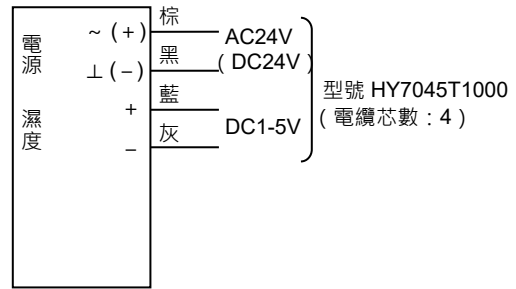 電源
~ (+)
⊥ (−)
濕度
+
−
棕
黑
藍
灰
AC24V
( DC24V )
DC1-5V
型號 HY7045T1000
( 電纜芯數：4 )